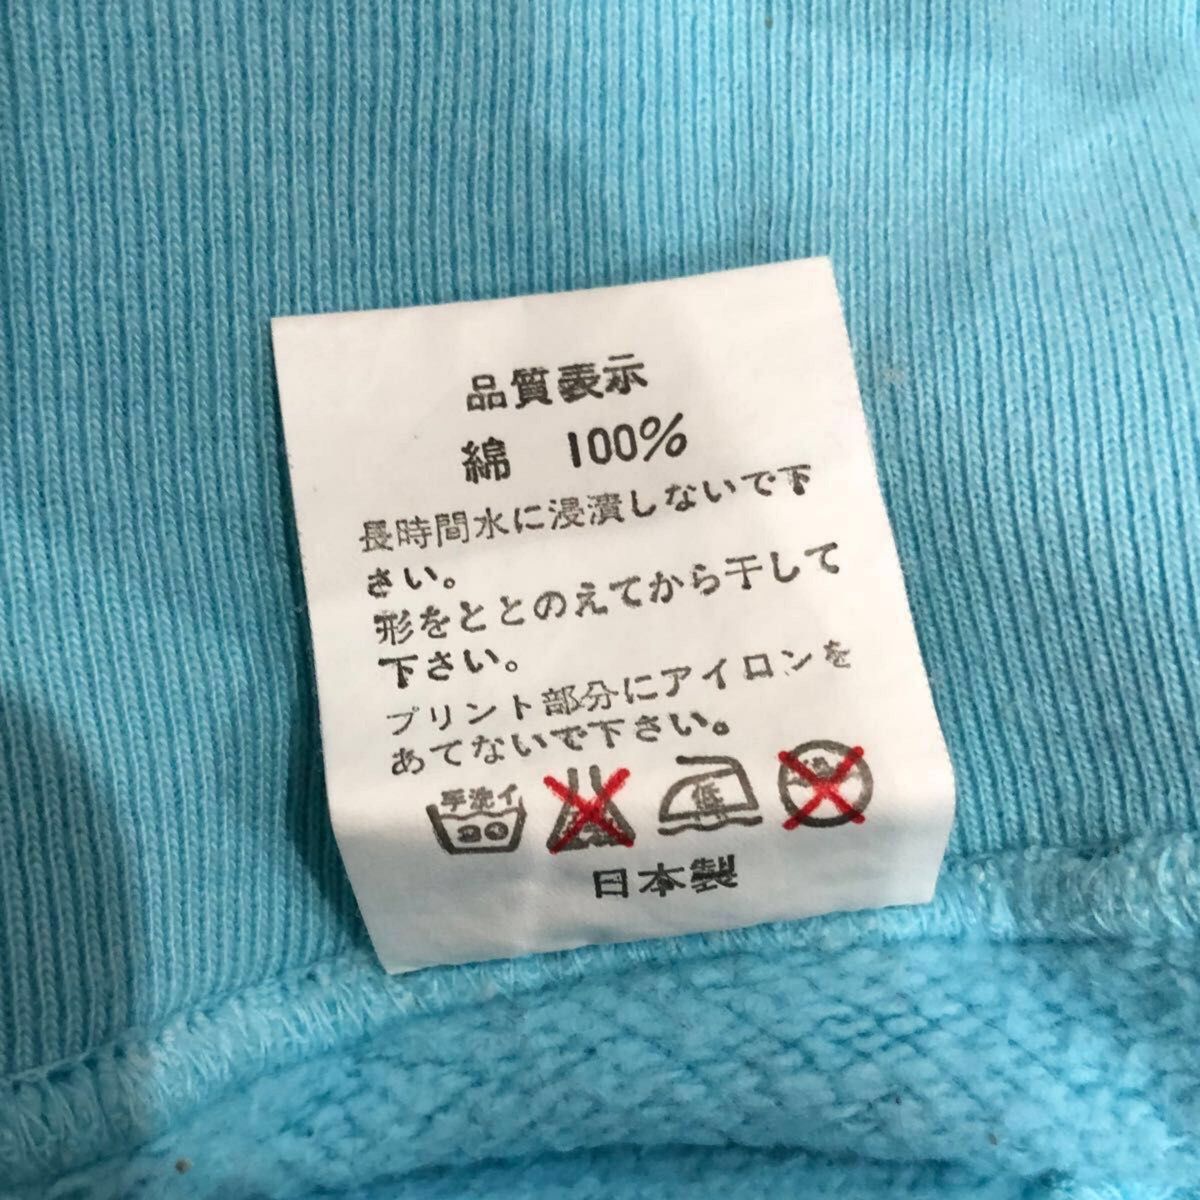 品質表示
綿 100%
長時間水に浸漬しないで下
さい。
形をととのえてから干して
下さい。
プリント部分にアイロンを
あてないで下さい。
手洗イ 低
30
日本製